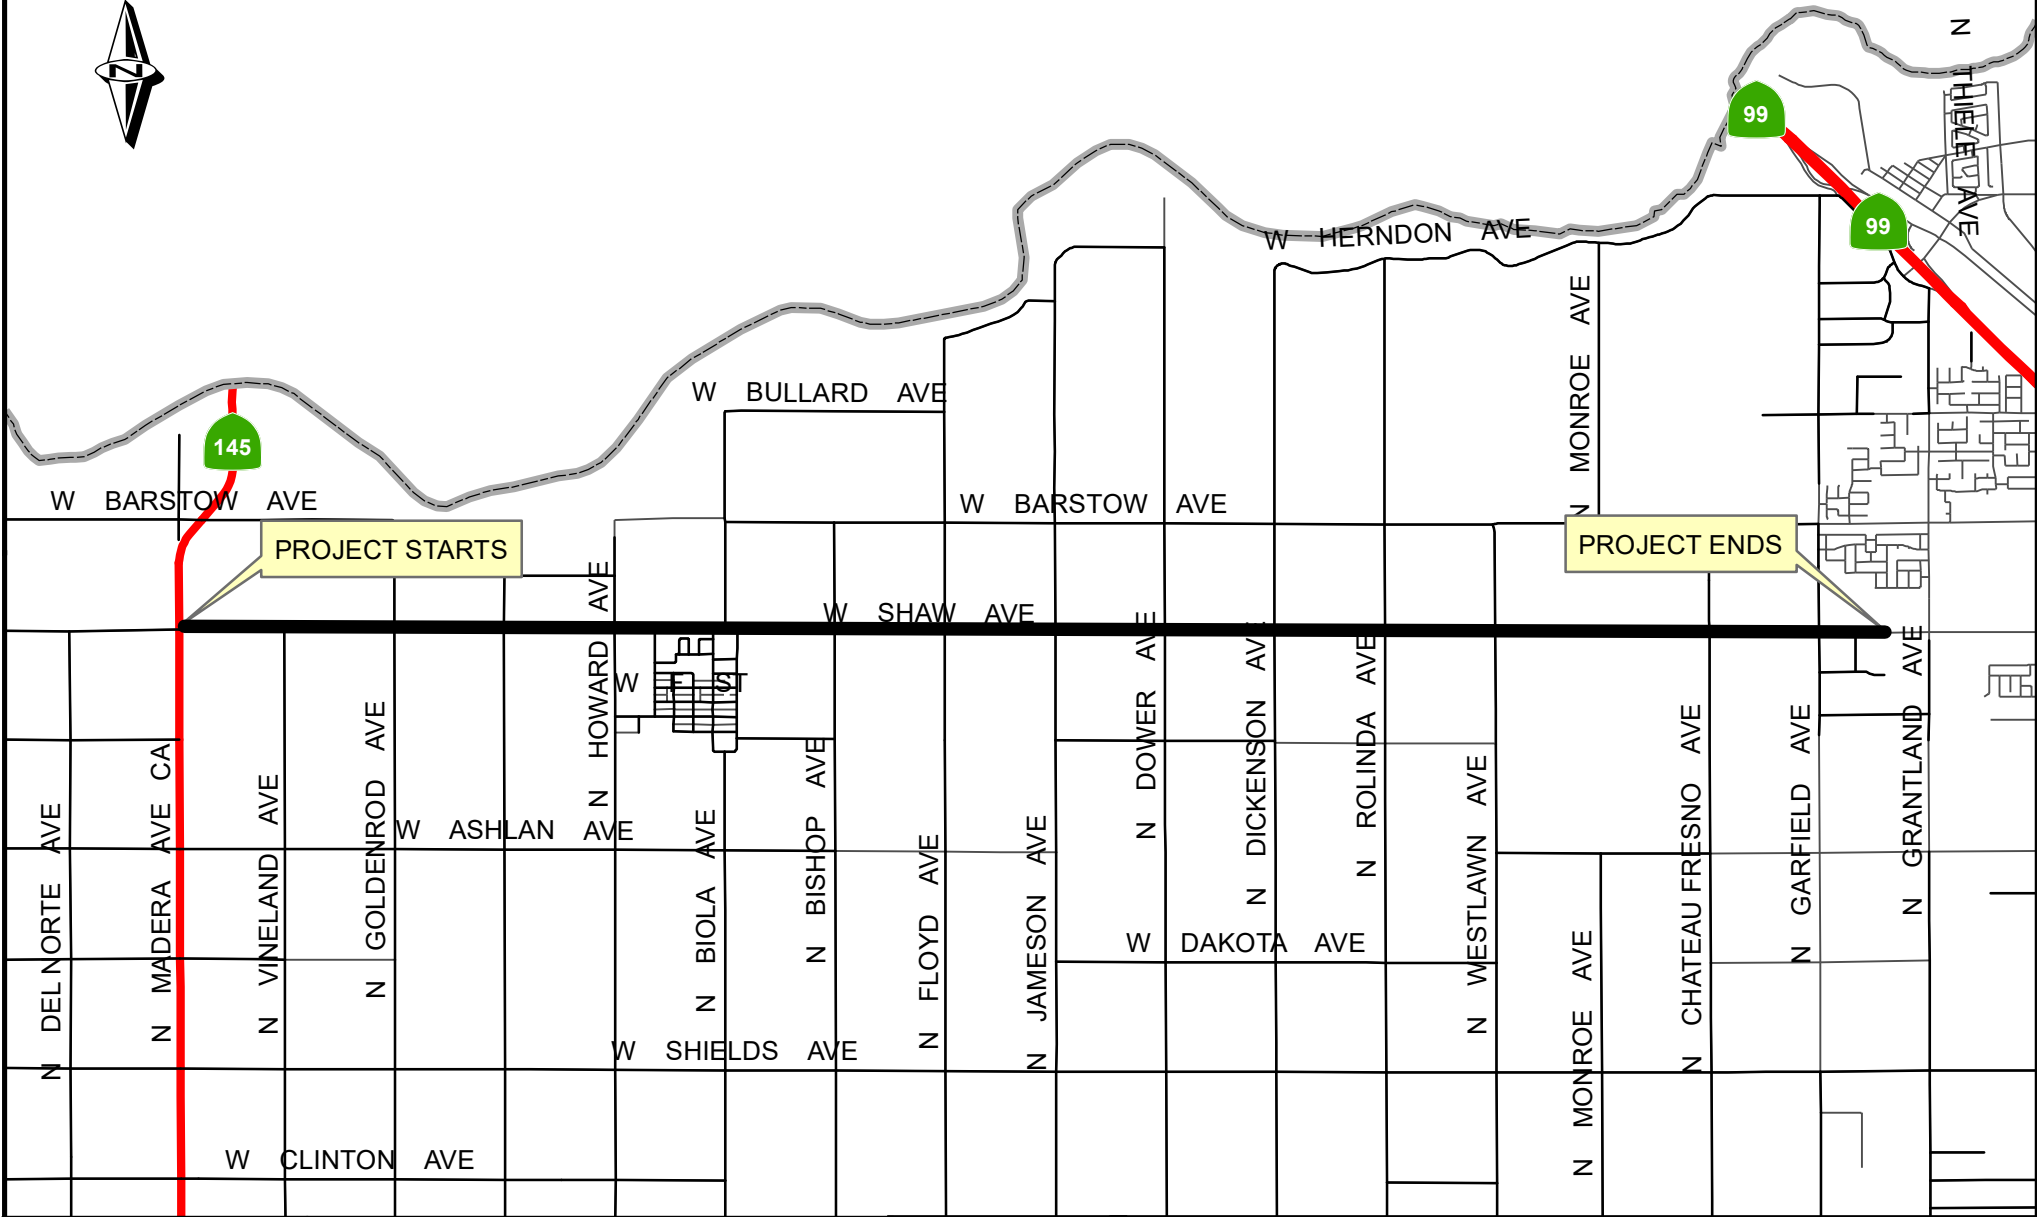 N
N THIELE AVE
99
99
W HERNDON AVE
N MONROE AVE
W BULLARD AVE
145
W BARSTOW AVE
W BARSTOW AVE
PROJECT STARTS
PROJECT ENDS
W SHAW AVE
N HOWARD AVE
W F ST
N DOWER AVE
N DICKENSON AVE
N ROLINDA AVE
N GRANTLAND AVE
N DEL NORTE AVE
N MADERA AVE CA
N VINELAND AVE
N GOLDENROD AVE
W ASHLAN AVE
N BIOLA AVE
N BISHOP AVE
N FLOYD AVE
N JAMESON AVE
N WESTLAWN AVE
N CHATEAU FRESNO AVE
N GARFIELD AVE
W DAKOTA AVE
N MONROE AVE
W SHIELDS AVE
W CLINTON AVE